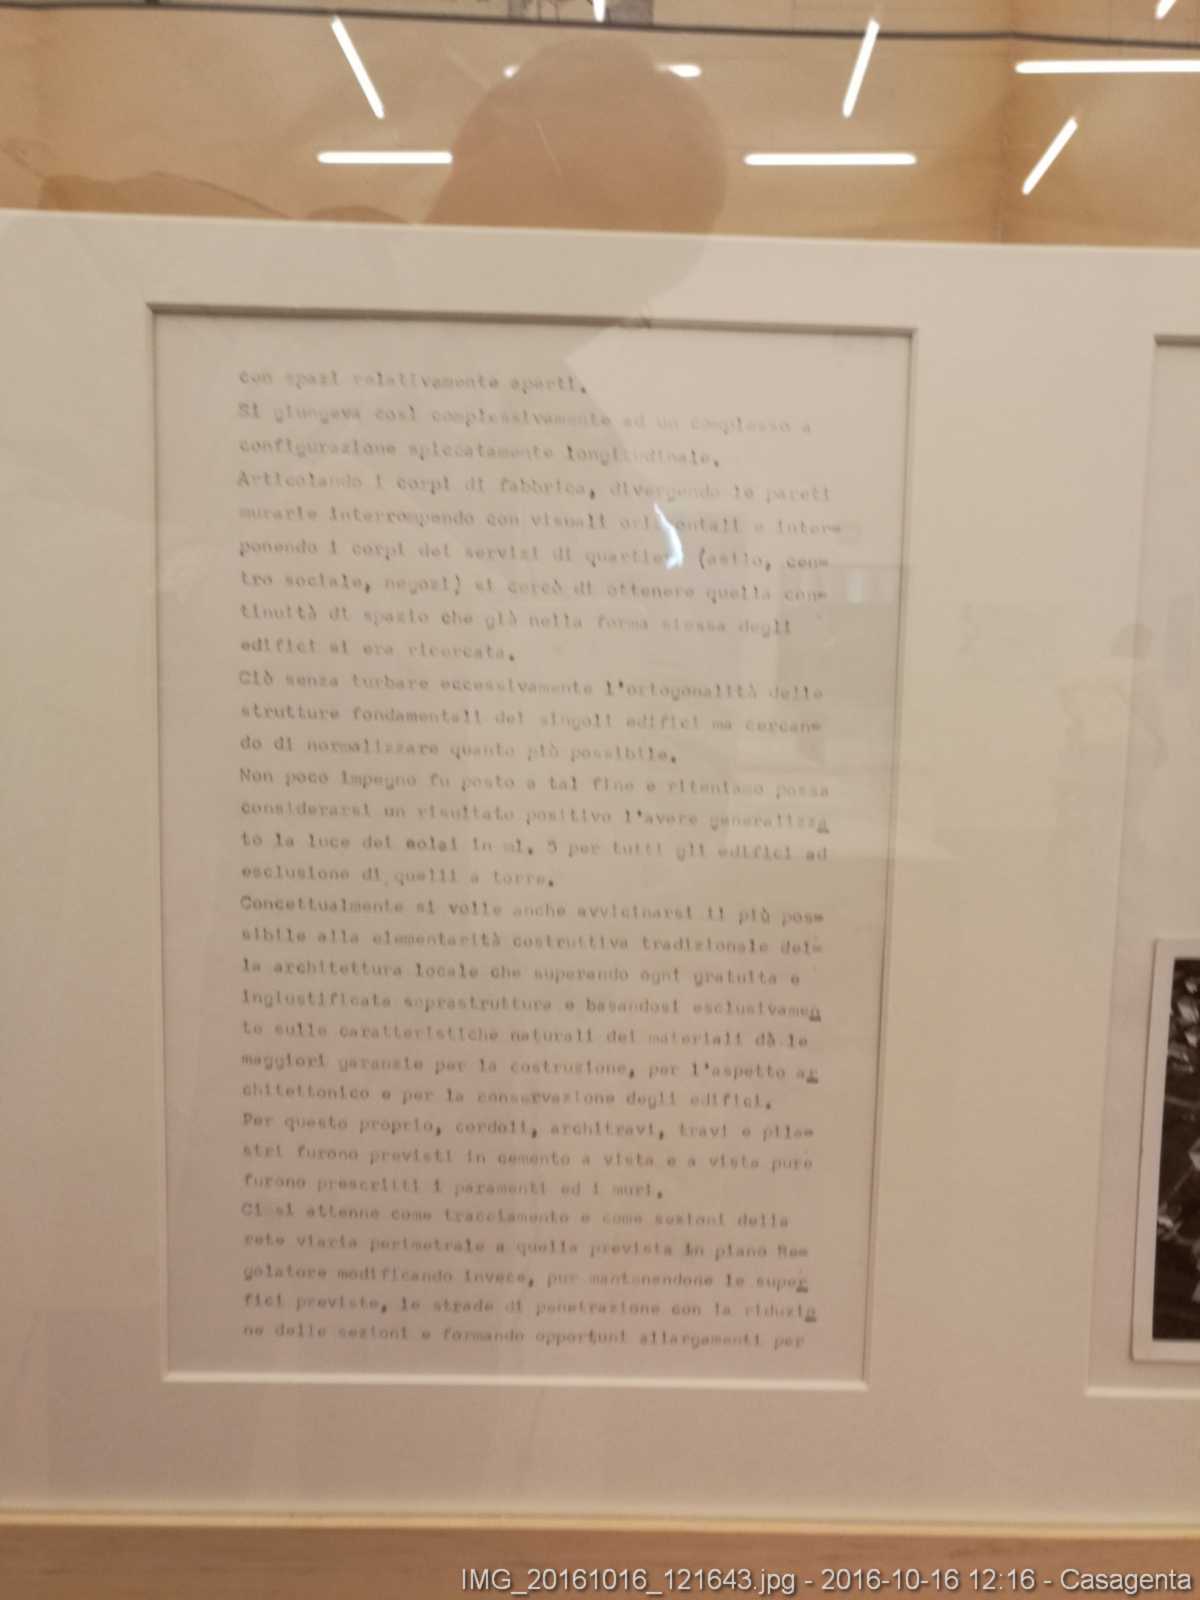 con spazi relativamente aperti.
Si giungeva così complessivamente ad un complesso a
configurazione spiccatamente longitudinale.
Articolando i corpi di fabbrica, divergendo le pareti
murarie interrompendo con visuali orizzontali e inter=
ponendo i corpi dei servizi di quartiere (asilo, cen=
tro sociale, negozi) si cercò di ottenere quella con=
tinuità di spazio che già nella forma stessa degli
edifici si era ricercata.
Ciò senza turbare eccessivamente l'ortogonalità delle
strutture fondamentali dei singoli edifici ma cercan=
do di normalizzare quanto più possibile.
Non poco impegno fu posto a tal fine e riteniamo possa
considerarsi un risultato positivo l'avere generalizza
to la luce dei solai in ml. 5 per tutti gli edifici ad
esclusione di quelli a torre.
Concettualmente si volle anche avvicinarsi il più pos=
sibile alla elementarità costruttiva tradizionale del=
la architettura locale che superando ogni gratuita e
ingiustificata soprastruttura e basandosi esclusivamen
te sulle caratteristiche naturali dei materiali dà le
maggiori garanzie per la costruzione, per l'aspetto ar
chitettonico e per la conservazione degli edifici.
Per questo proprio, cordoli, architravi, travi e pila=
stri furono previsti in cemento a vista e a vista pure
furono prescritti i paramenti ed i muri.
Ci si attenne come tracciamento e come sezioni della
rete viaria perimetrale a quella prevista in piano Re=
golatore modificando invece, pur mantenendone le super
fici previste, le strade di penetrazione con la riduzio
ne delle sezioni e formando opportuni allargamenti per
IMG_20161016_121643.jpg - 2016-10-16 12:16 - Casagenta